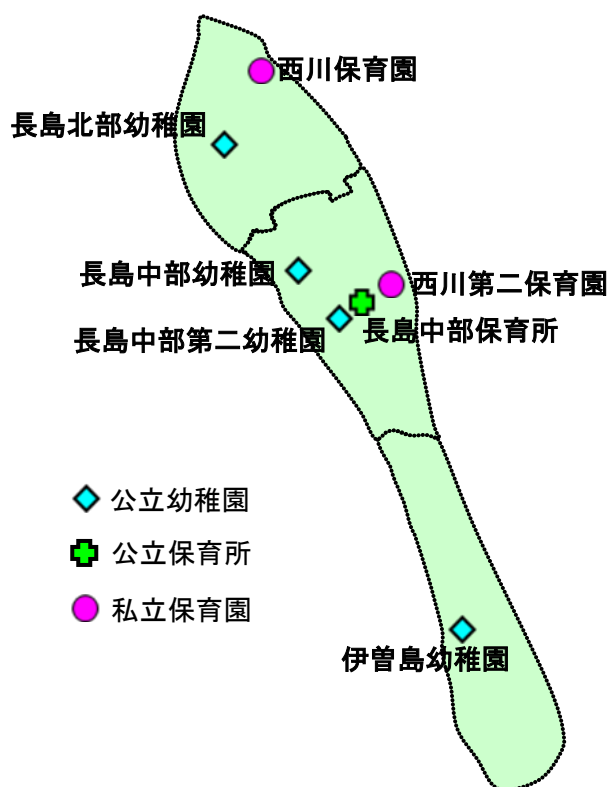 西川保育園
長島北部幼稚園
長島中部幼稚園
西川第二保育園
長島中部第二幼稚園
長島中部保育所
公立幼稚園
公立保育所
私立保育園
伊曽島幼稚園